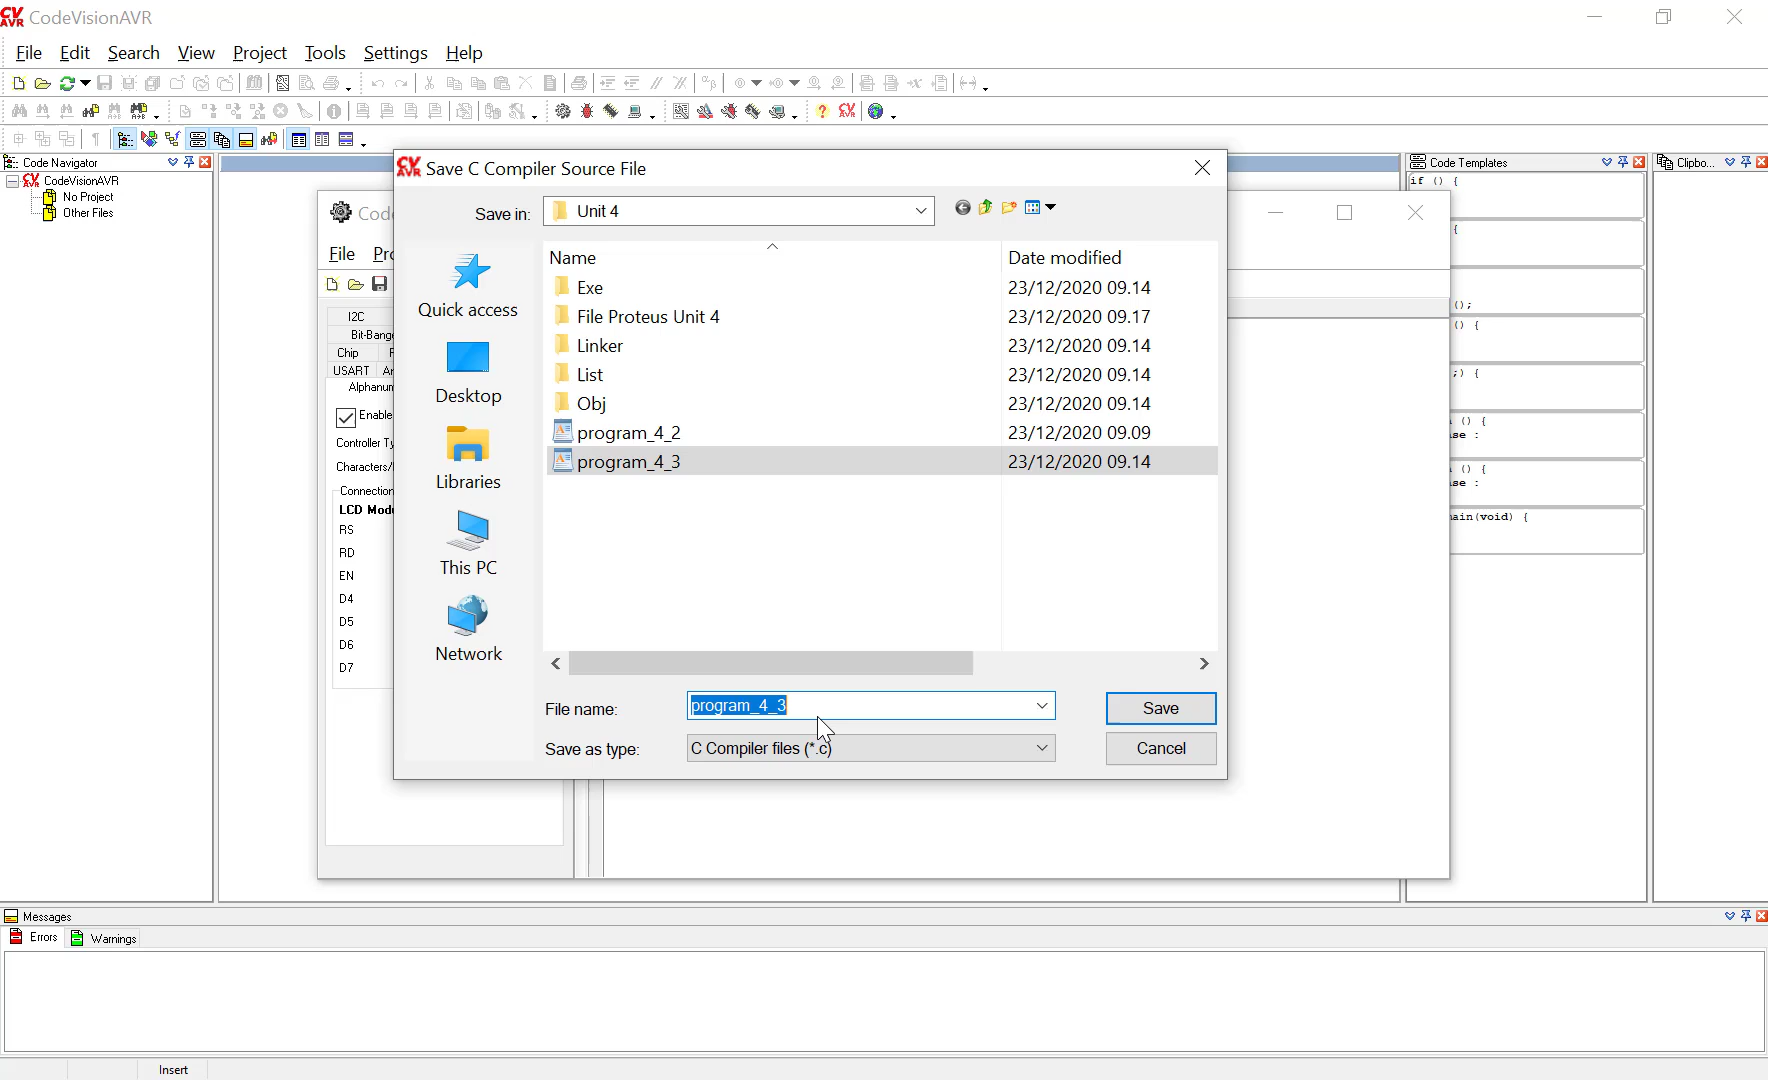 CodeVisionAVR
File Edit Search View Project Tools Settings Help
Code Navigator
CodeVisionAVR
No Project
Other Files
Save C Compiler Source File
Save in: Unit 4
Name Date modified
Exe 23/12/2020 09.14
File Proteus Unit 4 23/12/2020 09.17
Linker 23/12/2020 09.14
List 23/12/2020 09.14
Obj 23/12/2020 09.14
program_4_2 23/12/2020 09.09
program_4_3 23/12/2020 09.14
Quick access
Desktop
Libraries
This PC
Network
File name: program_4_3 Save
Save as type: C Compiler files (*.c) Cancel
File
I2C
Chip
USART
Enable
RS
RD
EN
D4
D5
D6
D7
Code Templates
if () {
{
();
() {
;) {
() {
() {
main(void) {
Clipbo...
Messages
Errors Warnings
Insert